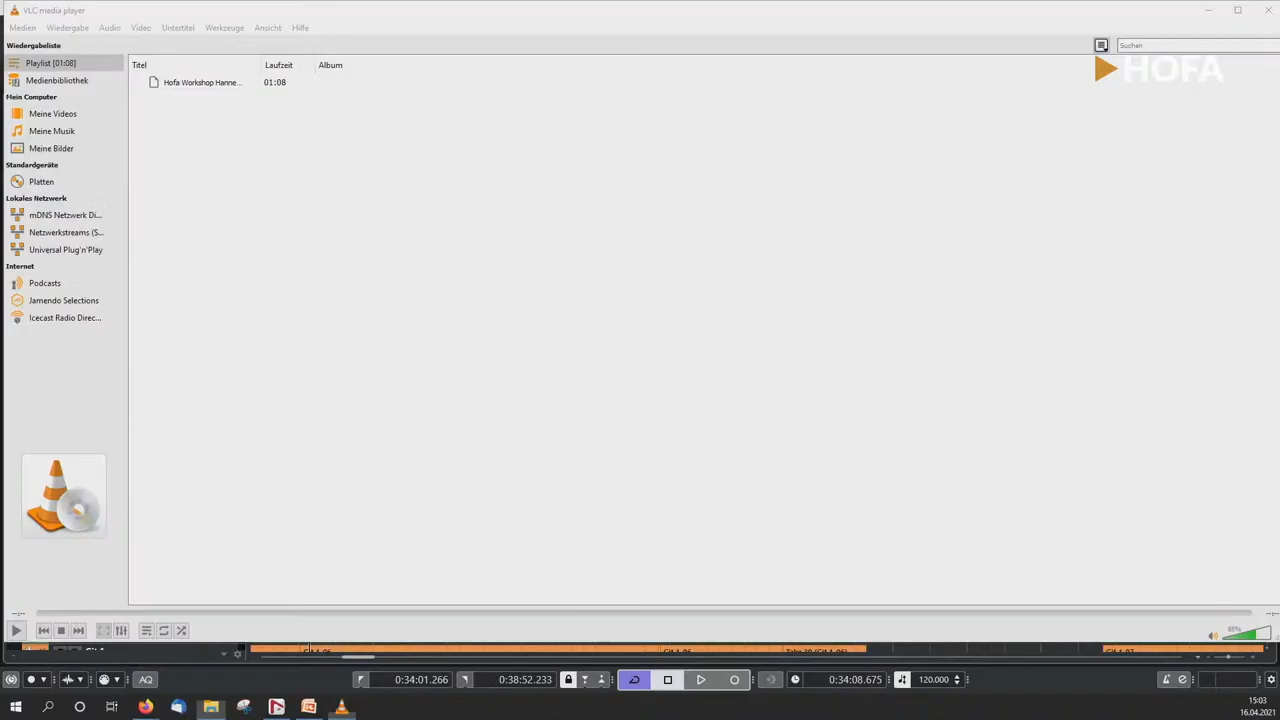 VLC media player
Medien Wiedergabe Audio Video Untertitel Werkzeuge Ansicht Hilfe
Wiedergabeliste
Suchen
Playlist [01:08]
Titel Laufzeit Album
HOFA
Medienbibliothek
Hofa Workshop Hanne... 01:08
Mein Computer
Meine Videos
Meine Musik
Meine Bilder
Standardgeräte
Platten
Lokales Netzwerk
mDNS Netzwerk Di...
Netzwerkstreams (S...
Universal Plug'n'Play
Internet
Podcasts
Jamendo Selections
Icecast Radio Direc...
--:-- --:--
85%
AQ 0:34:01.266 0:38:52.233 0:34:08.675 120.000
15:03
16.04.2021